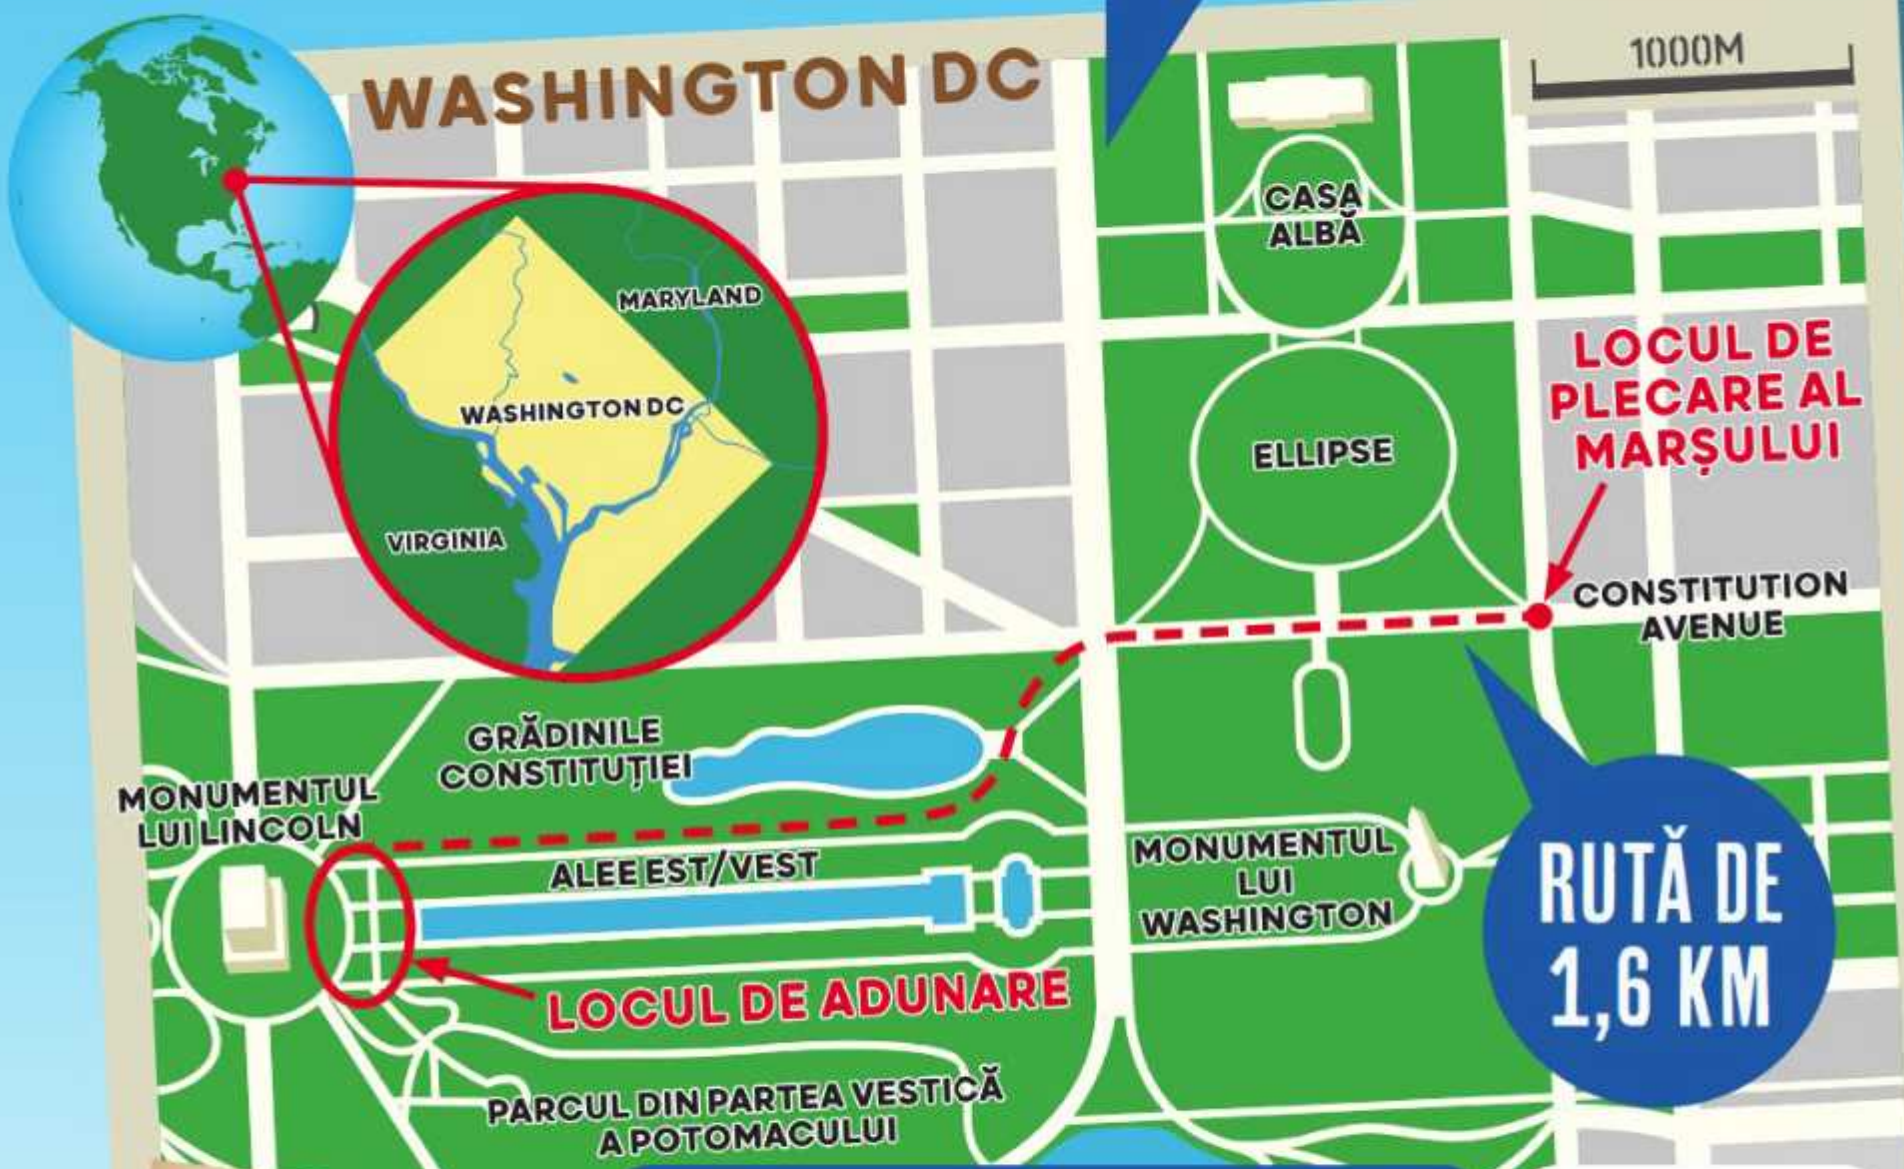 WASHINGTON DC
1000M
CASA
ALBĂ
MARYLAND
WASHINGTON DC
VIRGINIA
ELLIPSE
LOCUL DE
PLECARE AL
MARȘULUI
CONSTITUTION
AVENUE
GRĂDINILE
CONSTITUȚIEI
MONUMENTUL
LUI LINCOLN
ALEE EST/VEST
MONUMENTUL
LUI
WASHINGTON
RUTĂ DE
1,6 KM
LOCUL DE ADUNARE
PARCUL DIN PARTEA VESTICĂ
A POTOMACULUI